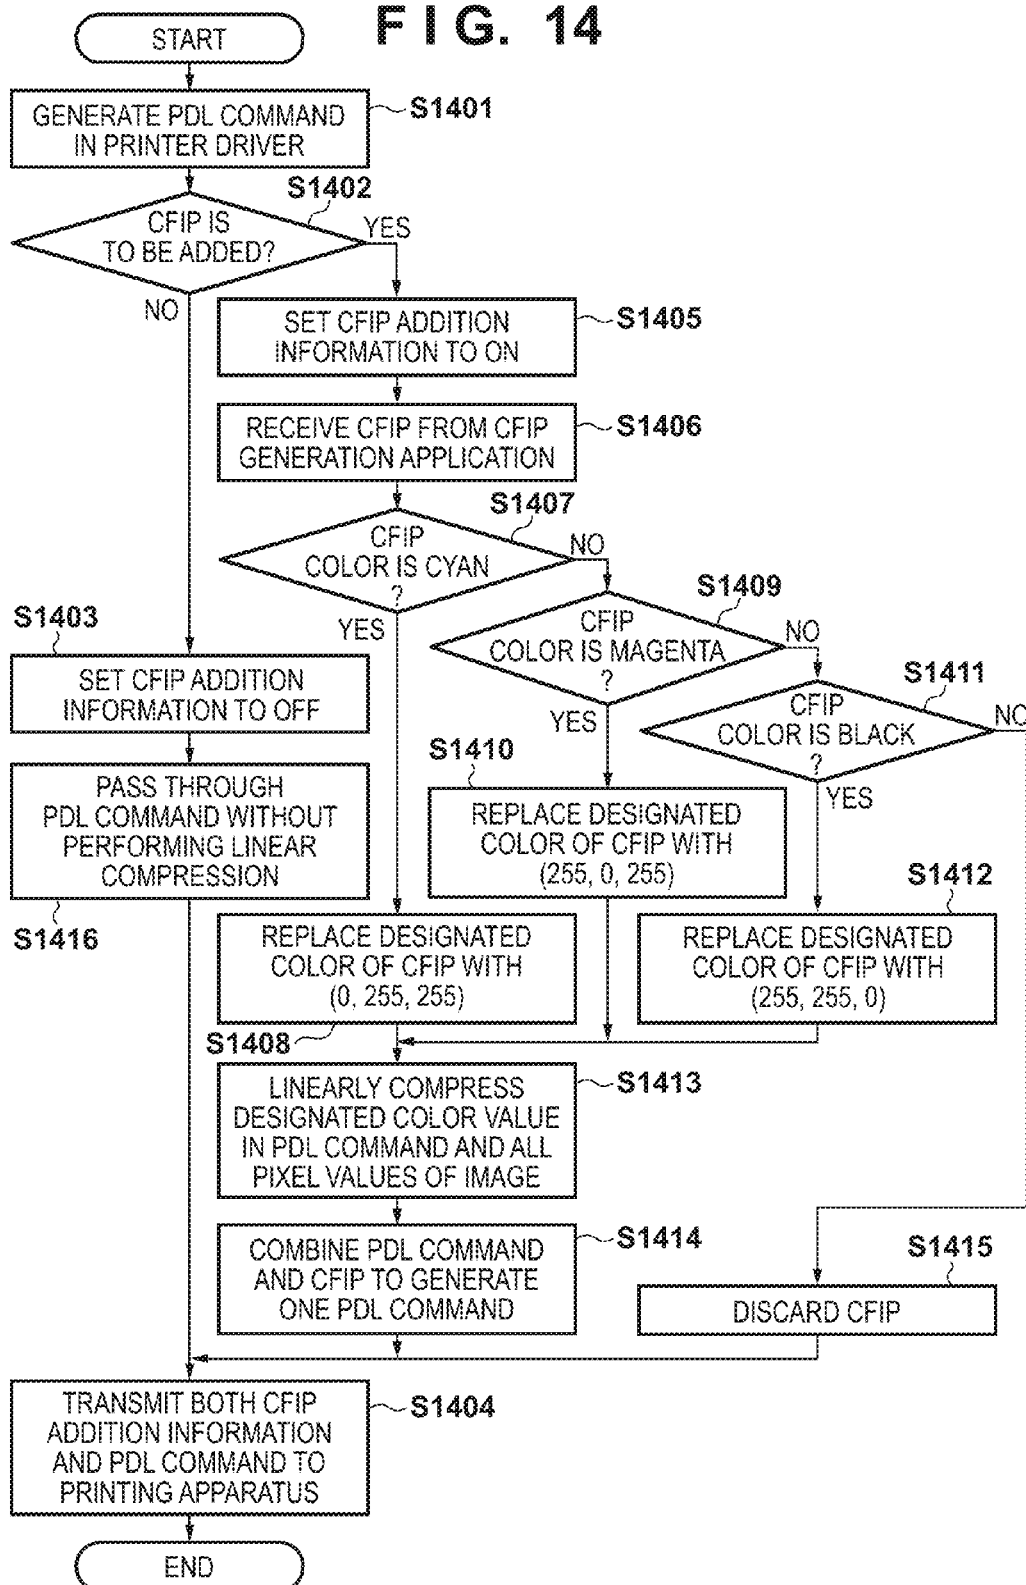 FIG. 14
START
GENERATE PDL COMMAND
IN PRINTER DRIVER
S1401
S1402
CFIP IS
TO BE ADDED?
YES
NO
SET CFIP ADDITION
INFORMATION TO ON
S1405
RECEIVE CFIP FROM CFIP
GENERATION APPLICATION
S1406
S1407
CFIP
COLOR IS CYAN
?
NO
YES
S1409
CFIP
COLOR IS MAGENTA
?
NO
YES
S1411
CFIP
COLOR IS BLACK
?
NO
YES
S1403
SET CFIP ADDITION
INFORMATION TO OFF
PASS THROUGH
PDL COMMAND WITHOUT
PERFORMING LINEAR
COMPRESSION
S1416
S1410
REPLACE DESIGNATED
COLOR OF CFIP WITH
(255, 0, 255)
S1412
REPLACE DESIGNATED
COLOR OF CFIP WITH
(255, 255, 0)
REPLACE DESIGNATED
COLOR OF CFIP WITH
(0, 255, 255)
S1408
LINEARLY COMPRESS
DESIGNATED COLOR VALUE
IN PDL COMMAND AND ALL
PIXEL VALUES OF IMAGE
S1413
COMBINE PDL COMMAND
AND CFIP TO GENERATE
ONE PDL COMMAND
S1414
S1415
DISCARD CFIP
TRANSMIT BOTH CFIP
ADDITION INFORMATION
AND PDL COMMAND TO
PRINTING APPARATUS
S1404
END